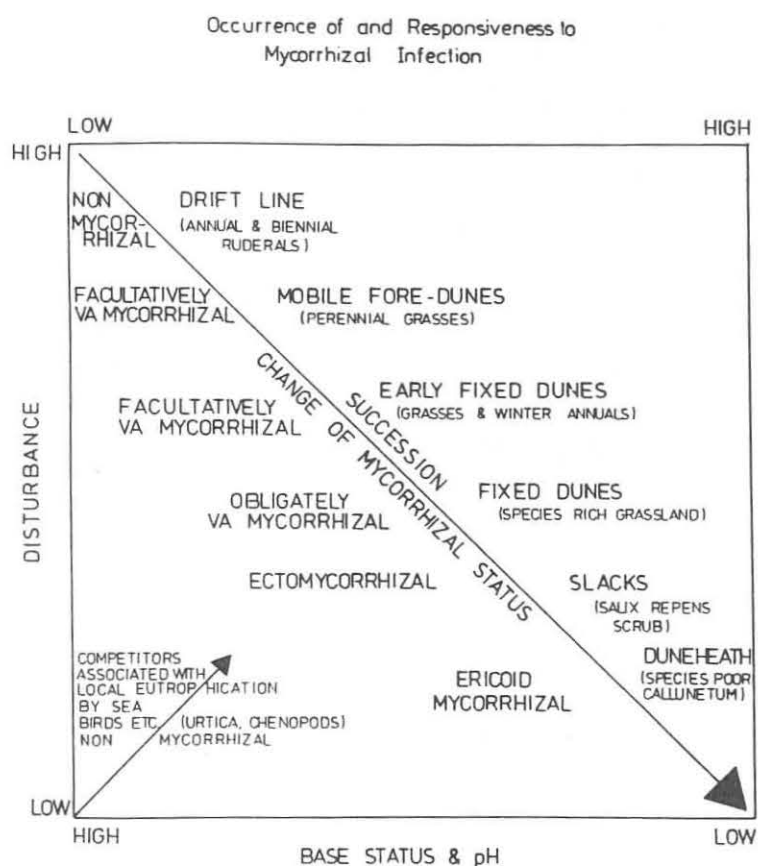 Occurrence of and Responsiveness to
Mycorrhizal Infection
LOW
HIGH
HIGH
NON
MYCOR-
RHIZAL
DRIFT LINE
(ANNUAL & BIENNIAL
RUDERALS)
FACULTATIVELY
VA MYCORRHIZAL
MOBILE FORE-DUNES
(PERENNIAL GRASSES)
SUCCESSION
CHANGE OF MYCORRHIZAL STATUS
FACULTATIVELY
VA MYCORRHIZAL
EARLY FIXED DUNES
(GRASSES & WINTER ANNUALS)
DISTURBANCE
OBLIGATELY
VA MYCORRHIZAL
FIXED DUNES
(SPECIES RICH GRASSLAND)
ECTOMYCORRHIZAL
SLACKS
(SALIX REPENS
SCRUB)
COMPETITORS
ASSOCIATED WITH
LOCAL EUTROPHICATION
BY SEA
BIRDS ETC. (URTICA, CHENOPODS)
NON MYCORRHIZAL
ERICOID
MYCORRHIZAL
DUNEHEATH
(SPECIES POOR
CALLUNETUM)
LOW
HIGH
LOW
BASE STATUS & pH